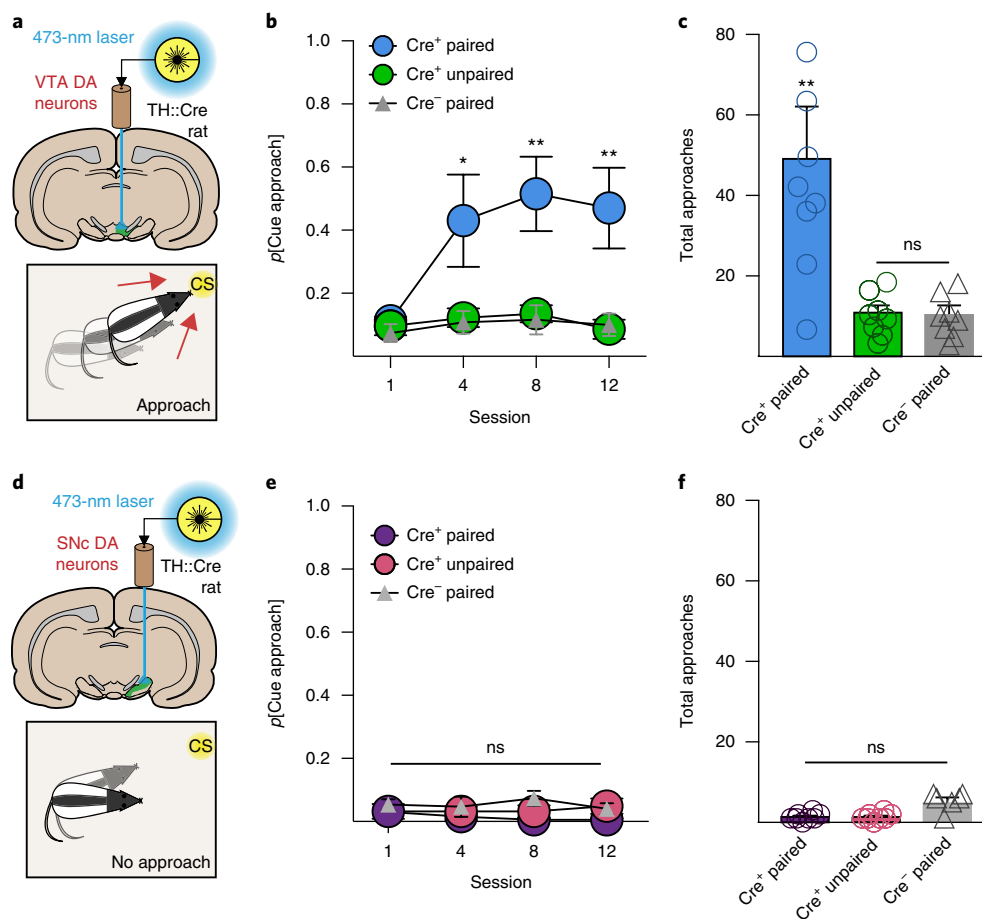 a
473-nm laser
VTA DA
neurons
TH::Cre
rat
CS
Approach
b
1.0
0.8
0.6
0.4
0.2
p[Cue approach]
Cre+ paired
Cre+ unpaired
Cre− paired
*
**
**
1 4 8 12
Session
c
80
60
40
20
Total approaches
**
ns
Cre+ paired
Cre+ unpaired
Cre− paired
d
473-nm laser
SNc DA
neurons
TH::Cre
rat
CS
No approach
e
1.0
0.8
0.6
0.4
0.2
p[Cue approach]
Cre+ paired
Cre+ unpaired
Cre− paired
ns
1 4 8 12
Session
f
80
60
40
20
Total approaches
ns
Cre+ paired
Cre+ unpaired
Cre− paired